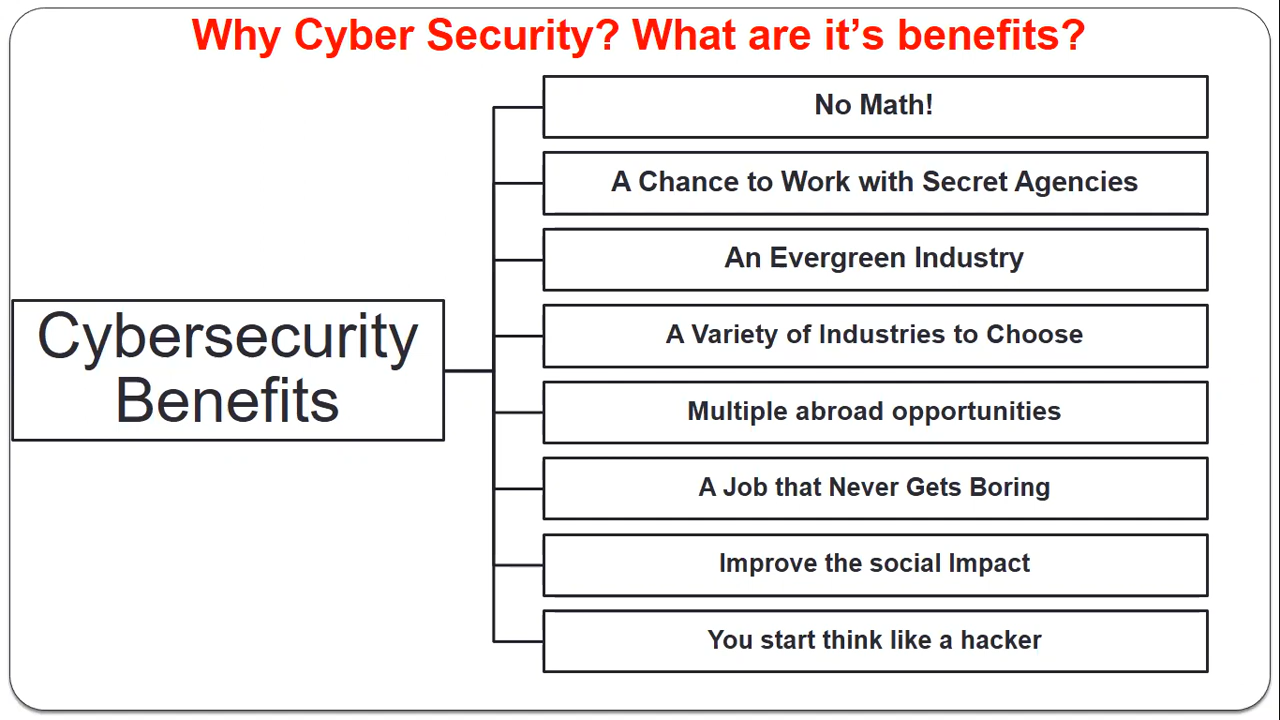 Why Cyber Security? What are it’s benefits?
Cybersecurity
Benefits
No Math!
A Chance to Work with Secret Agencies
An Evergreen Industry
A Variety of Industries to Choose
Multiple abroad opportunities
A Job that Never Gets Boring
Improve the social Impact
You start think like a hacker